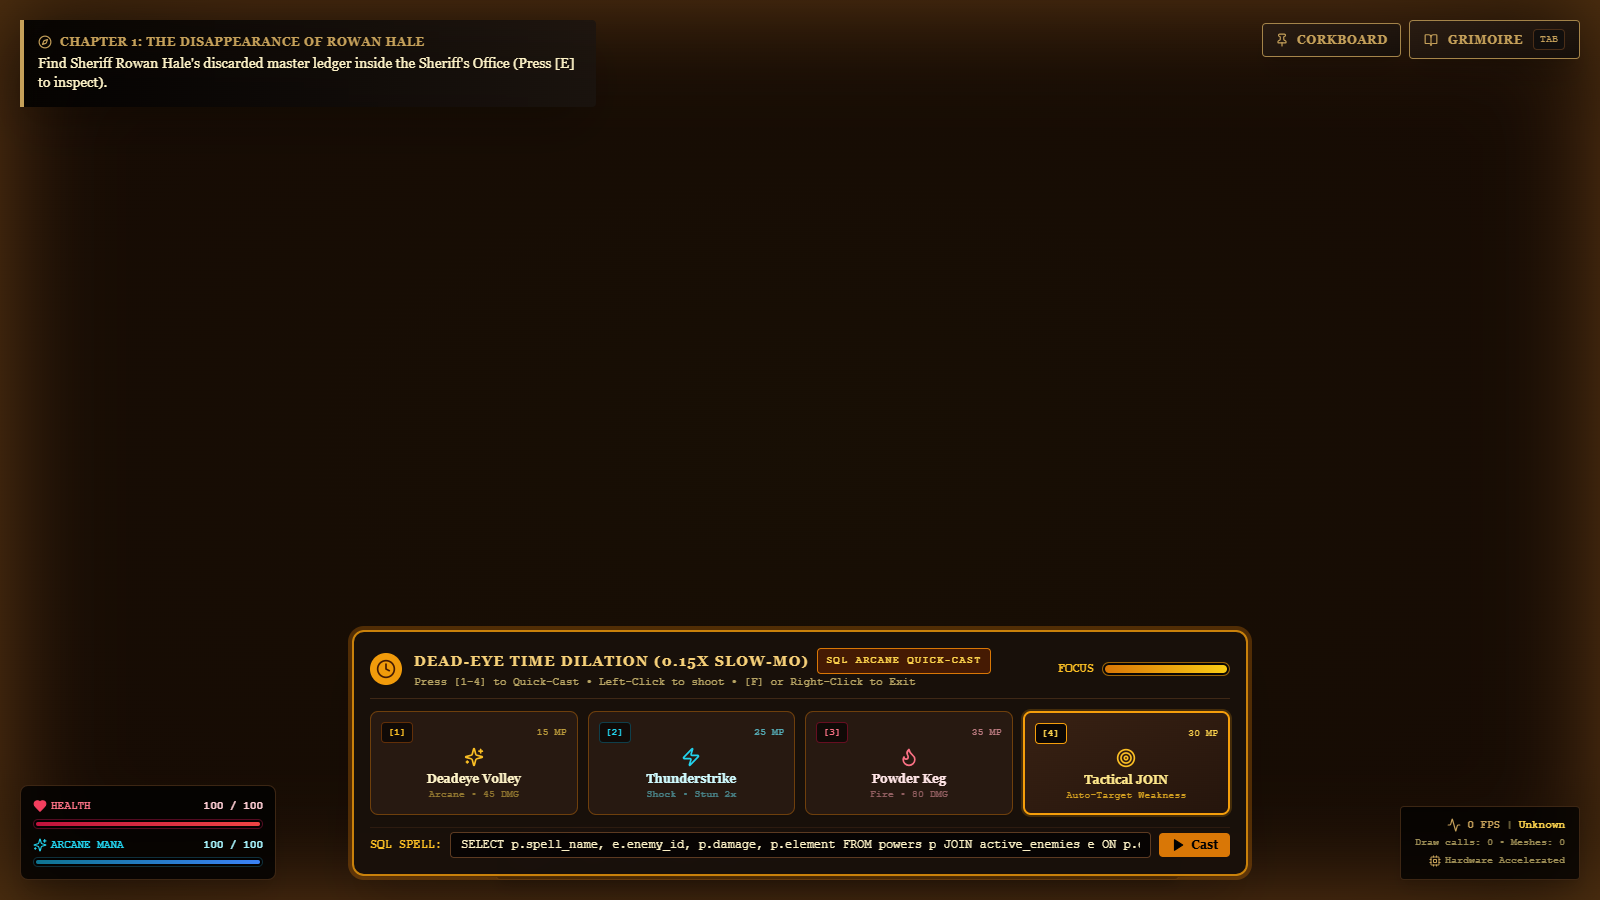 CHAPTER 1: THE DISAPPEARANCE OF ROWAN HALE
Find Sheriff Rowan Hale's discarded master ledger inside the Sheriff's Office (Press [E]
to inspect).
CORKBOARD
GRIMOIRE TAB
DEAD-EYE TIME DILATION (0.15X SLOW-MO) SQL ARCANE QUICK-CAST
Press [1-4] to Quick-Cast • Left-Click to shoot • [F] or Right-Click to Exit
FOCUS
[1] 15 MP
Deadeye Volley
Arcane • 45 DMG
[2] 25 MP
Thunderstrike
Shock • Stun 2x
[3] 35 MP
Powder Keg
Fire • 80 DMG
[4] 30 MP
Tactical JOIN
Auto-Target Weakness
SQL SPELL: SELECT p.spell_name, e.enemy_id, p.damage, p.element FROM powers p JOIN active_enemies e ON p. Cast
HEALTH 100 / 100
ARCANE MANA 100 / 100
0 FPS | Unknown
Draw calls: 0 • Meshes: 0
Hardware Accelerated